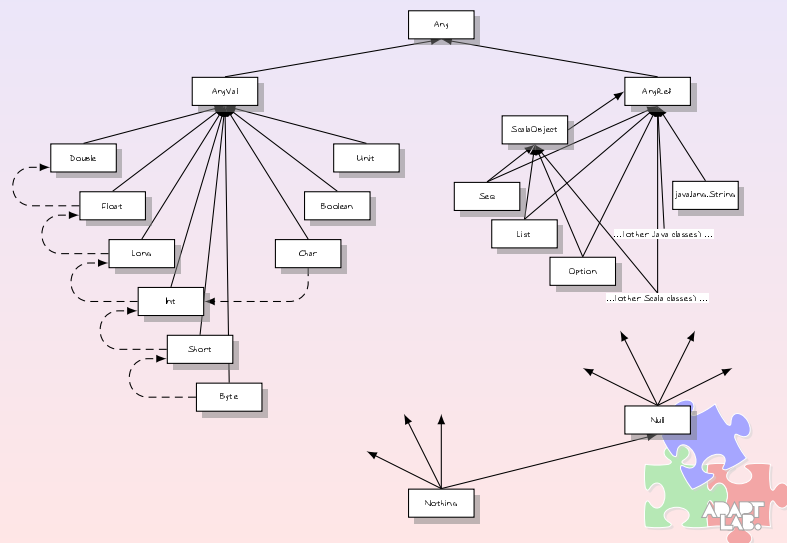 Any
AnyVal
AnyRef
ScalaObject
Double
Unit
Seq
java.lang.String
Float
Boolean
List
...(other Java classes)...
Long
Char
Option
Int
...(other Scala classes)...
Short
Byte
Null
Nothing
ADAPT
LAB.